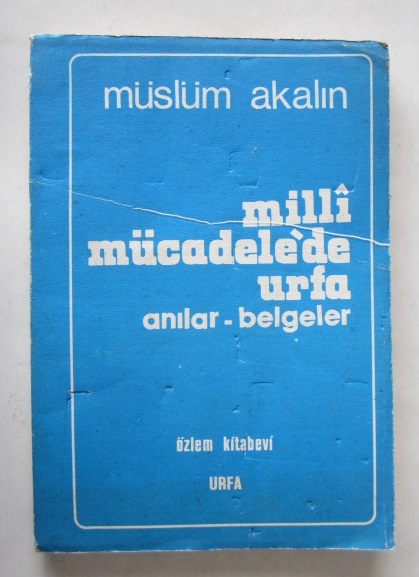 müslüm akalın
millî
mücadele'de
urfa
anılar-belgeler
özlem kitabevi
URFA